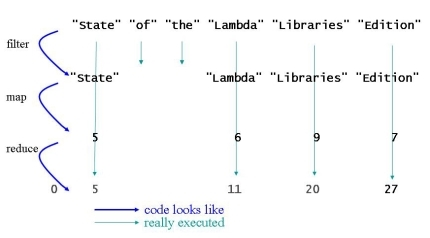 "State" "of" "the" "Lambda" "Libraries" "Edition"
filter
"State" "Lambda" "Libraries" "Edition"
map
5 6 9 7
reduce
0 5 11 20 27
code looks like
really executed